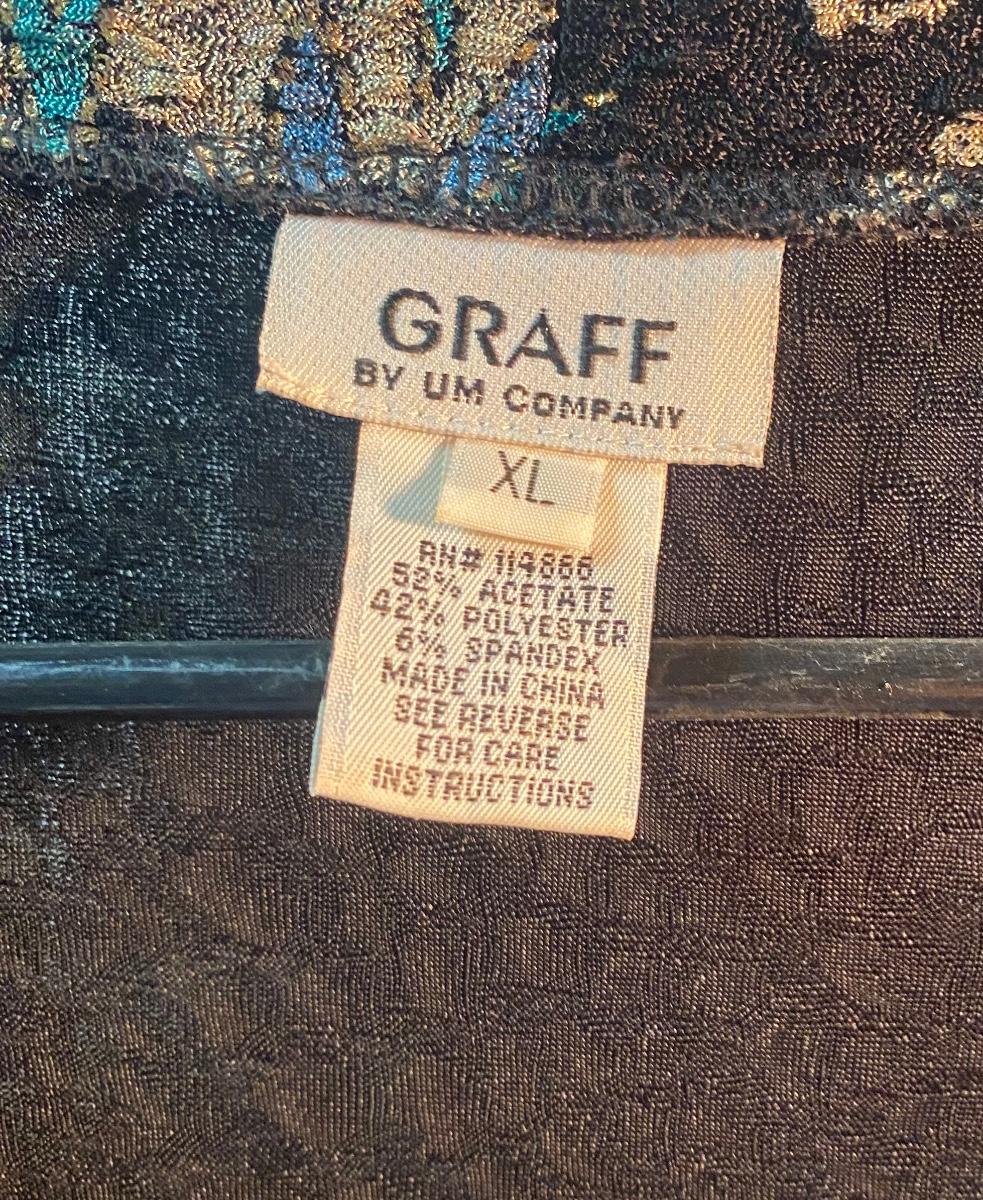 GRAFF
BY UM COMPANY
XL
RN# 114886
52% ACETATE
42% POLYESTER
6% SPANDEX
MADE IN CHINA
SEE REVERSE
FOR CARE
INSTRUCTIONS